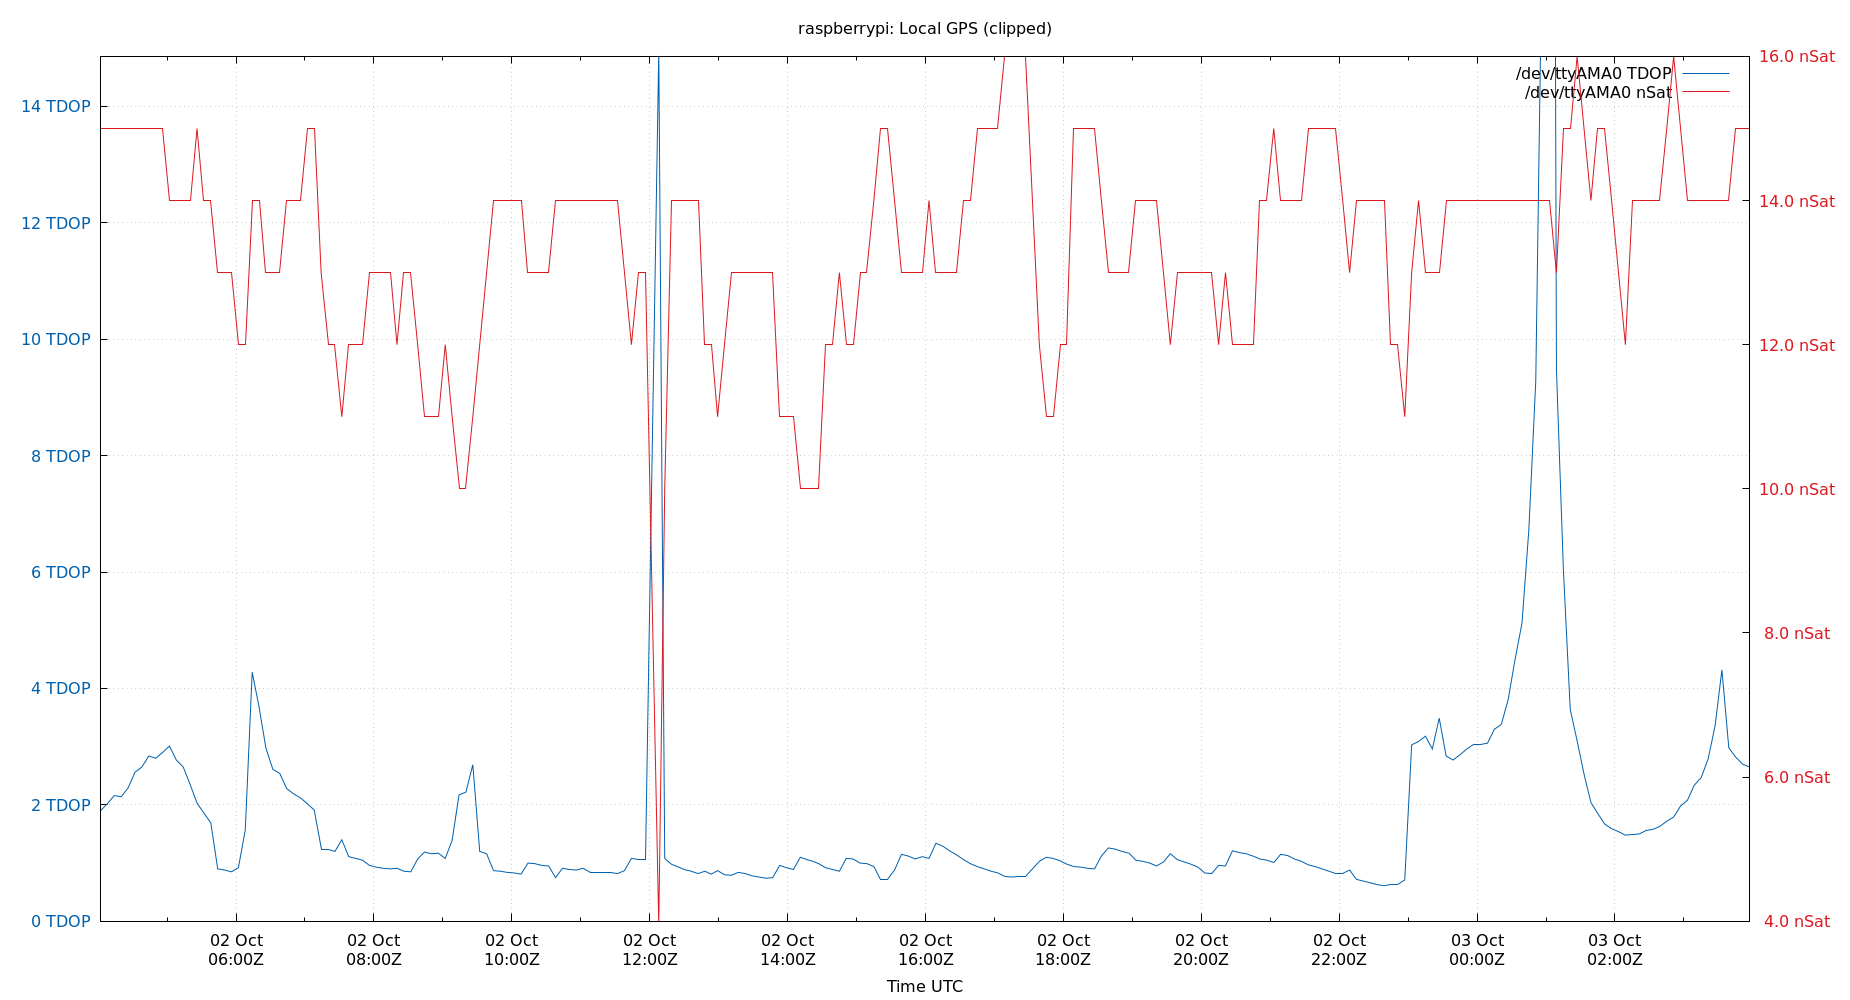 raspberrypi: Local GPS (clipped)
/dev/ttyAMA0 TDOP
/dev/ttyAMA0 nSat
14 TDOP
12 TDOP
10 TDOP
8 TDOP
6 TDOP
4 TDOP
2 TDOP
0 TDOP
16.0 nSat
14.0 nSat
12.0 nSat
10.0 nSat
8.0 nSat
6.0 nSat
4.0 nSat
02 Oct
06:00Z
02 Oct
08:00Z
02 Oct
10:00Z
02 Oct
12:00Z
02 Oct
14:00Z
02 Oct
16:00Z
02 Oct
18:00Z
02 Oct
20:00Z
02 Oct
22:00Z
03 Oct
00:00Z
03 Oct
02:00Z
Time UTC